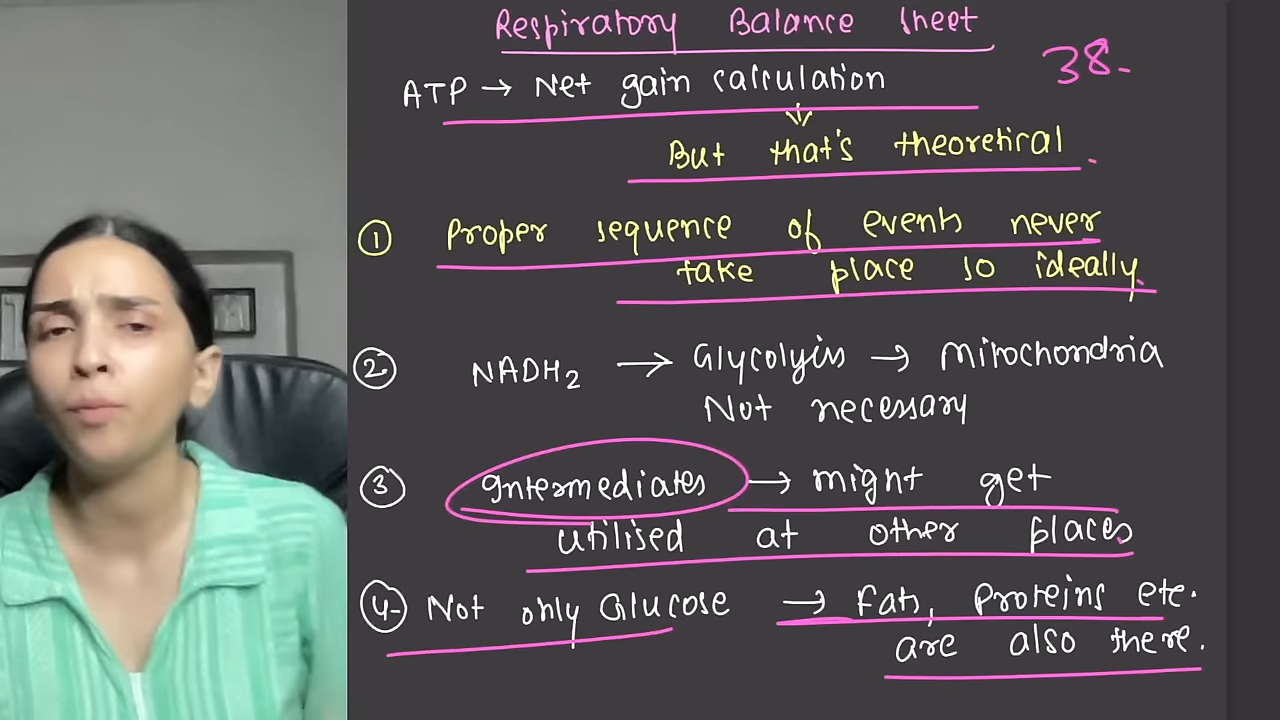 Respiratory Balance Sheet
38-
ATP → Net gain calculation
But that's theoretical.
① Proper sequence of events never
take place so ideally.
② NADH₂ → Glycolysis → Mitochondria
Not necessary
③ Intermediates → might get
utilised at other places
④- Not only Glucose → Fats, Proteins etc.
are also there.